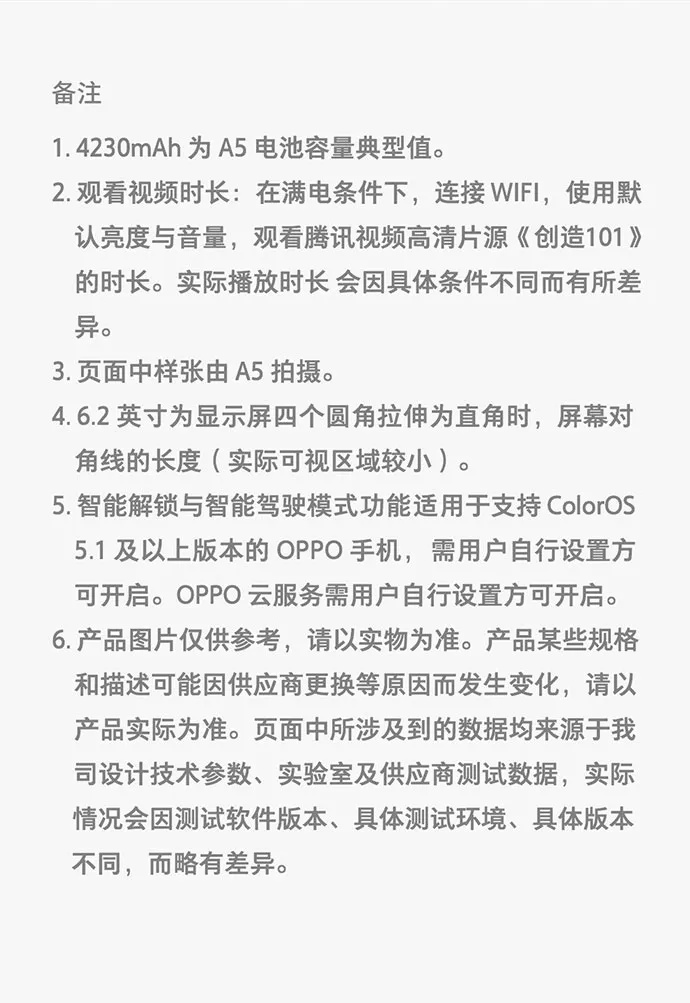 备注
1. 4230mAh 为 A5 电池容量典型值。
2. 观看视频时长：在满电条件下，连接 WIFI，使用默
认亮度与音量，观看腾讯视频高清片源《创造101》
的时长。实际播放时长 会因具体条件不同而有所差
异。
3. 页面中样张由 A5 拍摄。
4. 6.2 英寸为显示屏四个圆角拉伸为直角时，屏幕对
角线的长度（实际可视区域较小）。
5. 智能解锁与智能驾驶模式功能适用于支持 ColorOS
5.1 及以上版本的 OPPO 手机，需用户自行设置方
可开启。OPPO 云服务需用户自行设置方可开启。
6. 产品图片仅供参考，请以实物为准。产品某些规格
和描述可能因供应商更换等原因而发生变化，请以
产品实际为准。页面中所涉及到的数据均来源于我
司设计技术参数、实验室及供应商测试数据，实际
情况会因测试软件版本、具体测试环境、具体版本
不同，而略有差异。